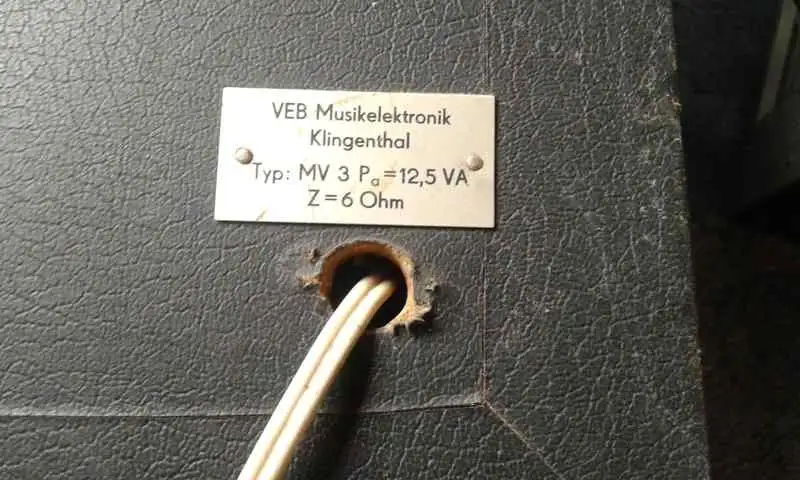 VEB Musikelektronik
Klingenthal
Typ: MV 3 Pa=12,5 VA
Z=6 Ohm